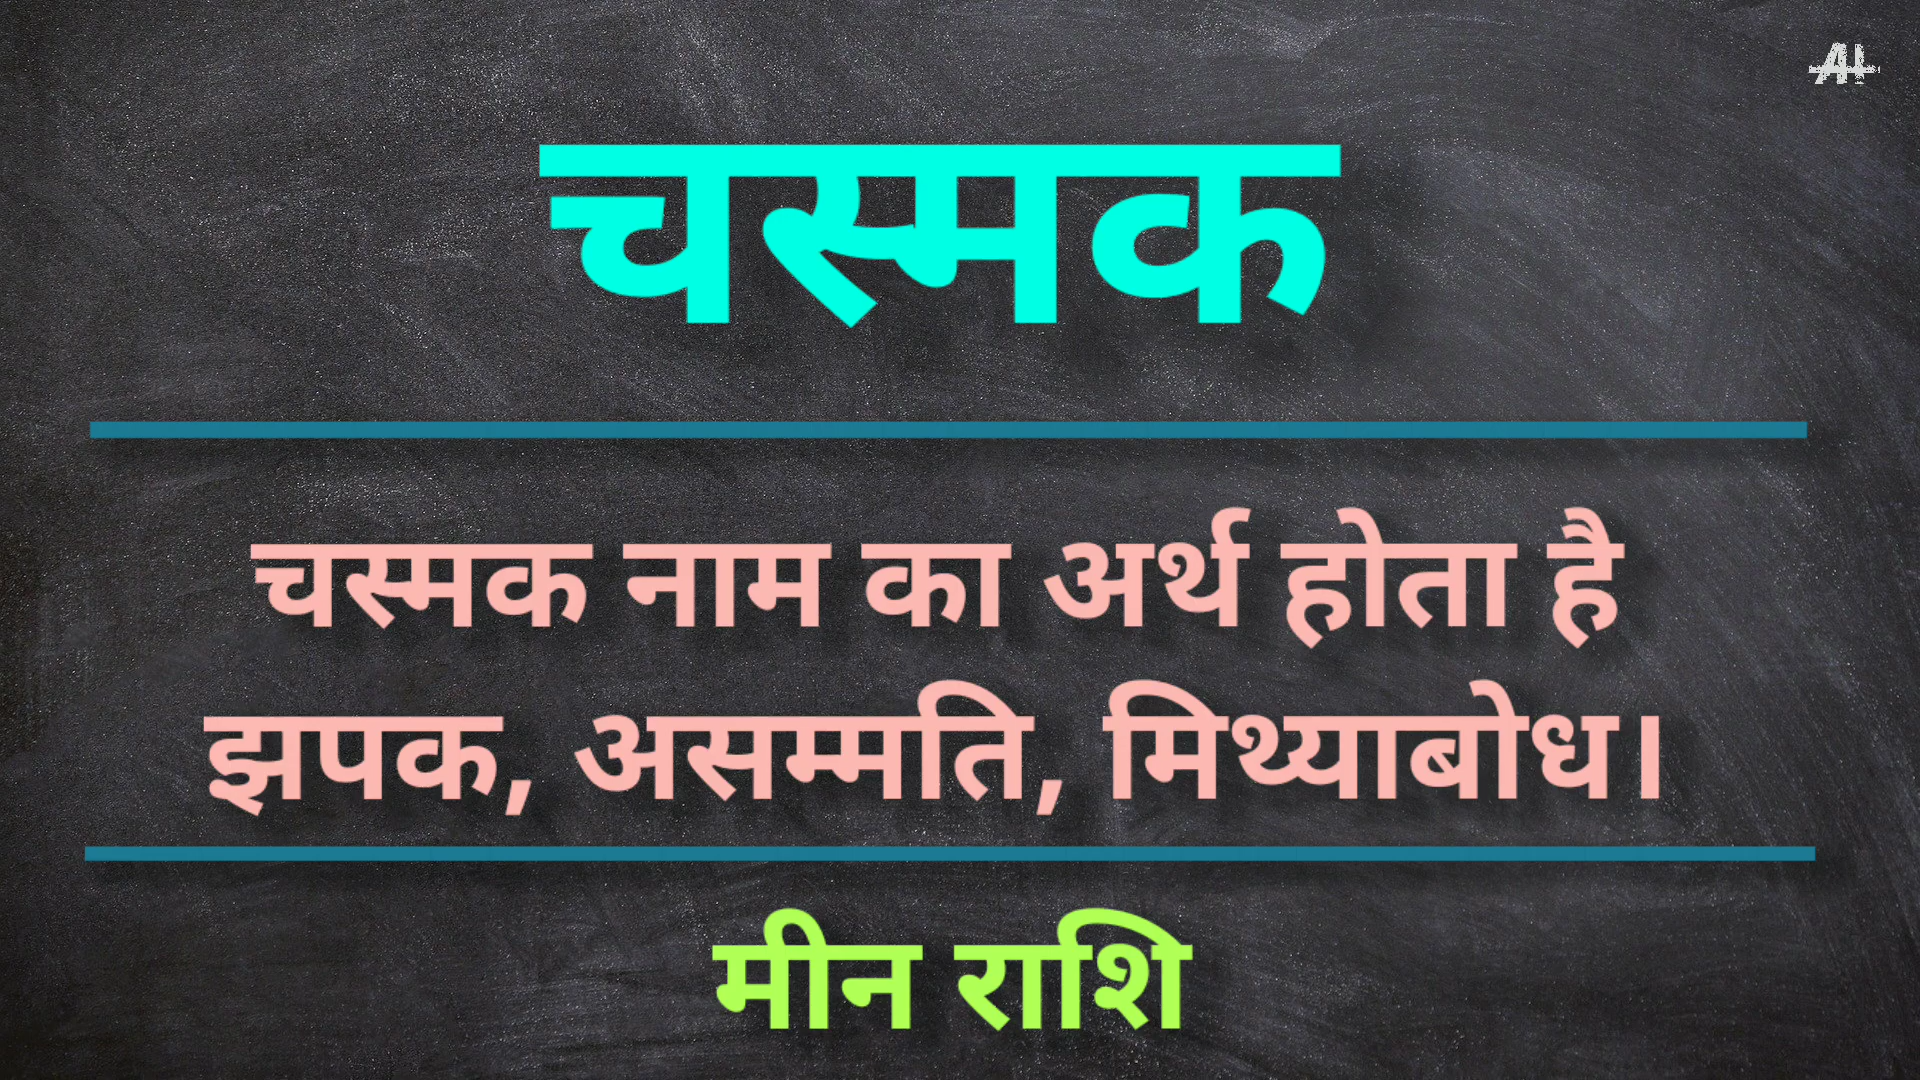 चस्मक
चस्मक नाम का अर्थ होता है
झपक, असम्मति, मिथ्याबोध।
मीन राशि